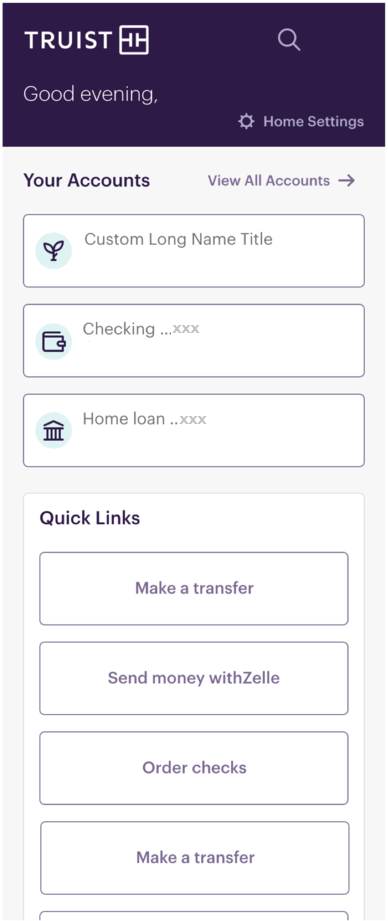 TRUIST
Good evening,
Home Settings
Your Accounts
View All Accounts
Custom Long Name Title
Checking ...xxx
Home loan ..xxx
Quick Links
Make a transfer
Send money withZelle
Order checks
Make a transfer